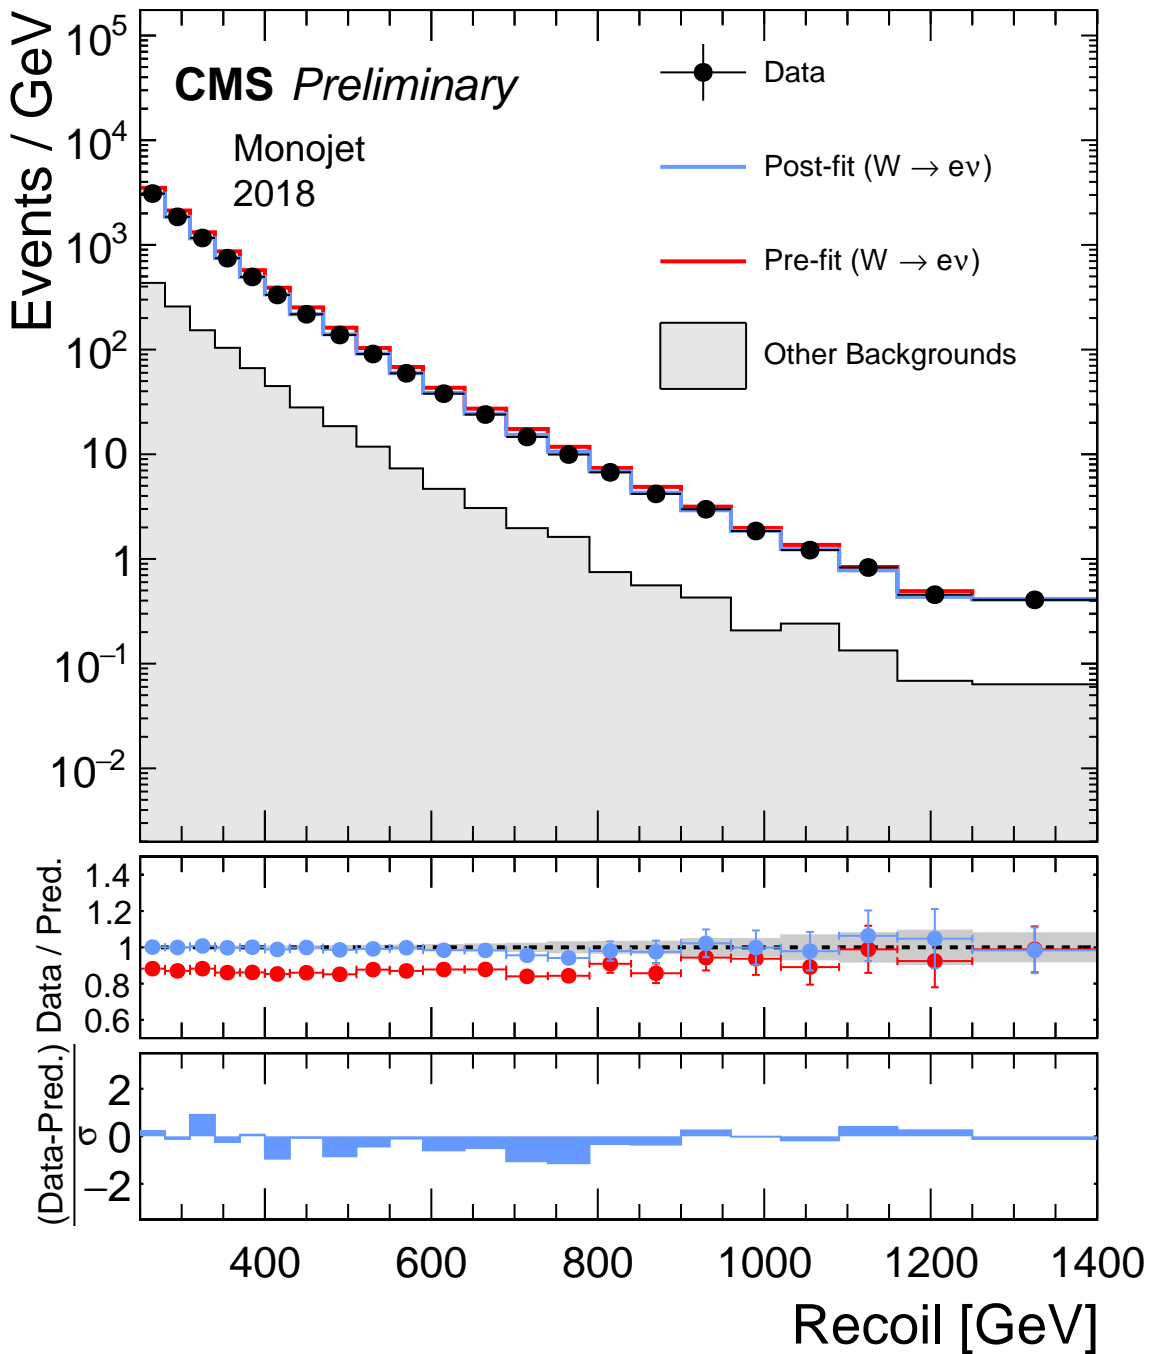 Events / GeV
10^5
10^4
10^3
10^2
10
1
10^−1
10^−2
CMS Preliminary
Monojet
2018
Data
Post-fit (W → eν)
Pre-fit (W → eν)
Other Backgrounds
Data / Pred.
1.4
1.2
1
0.8
0.6
(Data-Pred.)
σ
2
0
−2
400 600 800 1000 1200 1400
Recoil [GeV]